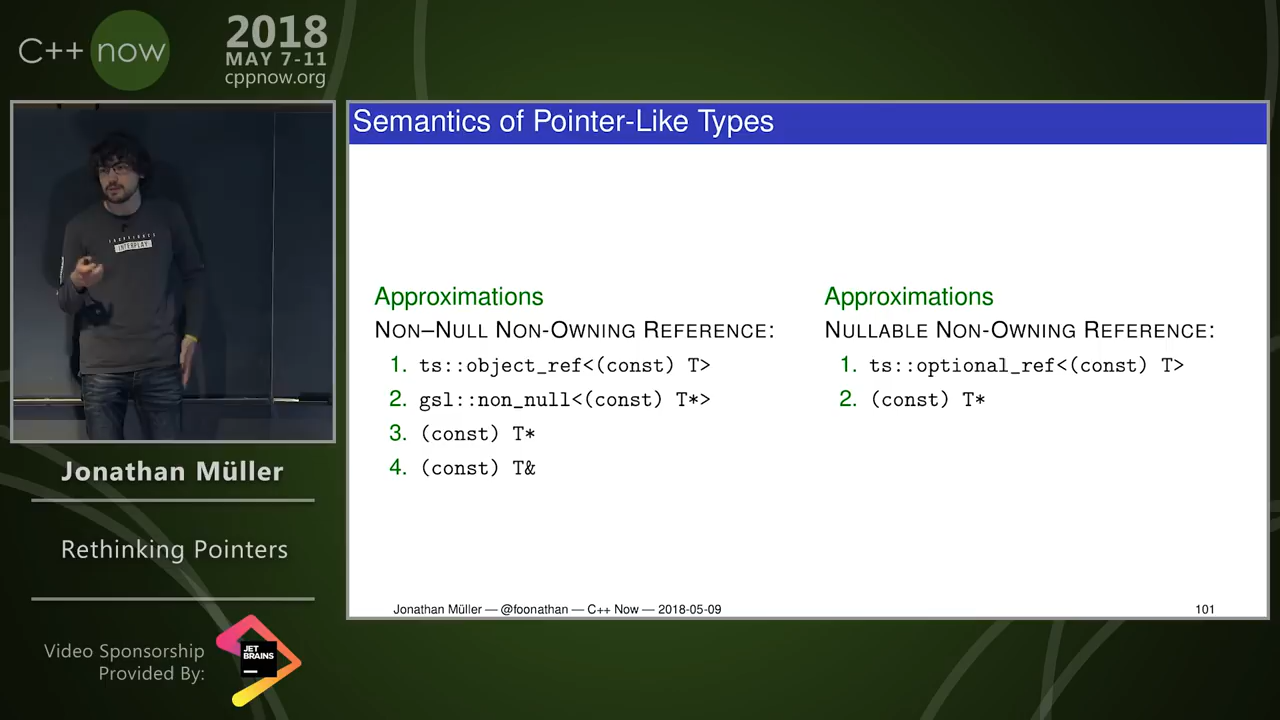 C++ now
2018
MAY 7-11
cppnow.org
INTERPLAY
Jonathan Müller
Rethinking Pointers
Video Sponsorship
Provided By:
JET
BRAINS
Semantics of Pointer-Like Types
Approximations
NON–NULL NON-OWNING REFERENCE:
1. ts::object_ref<(const) T>
2. gsl::non_null<(const) T*>
3. (const) T*
4. (const) T&
Approximations
NULLABLE NON-OWNING REFERENCE:
1. ts::optional_ref<(const) T>
2. (const) T*
Jonathan Müller — @foonathan — C++ Now — 2018-05-09
101